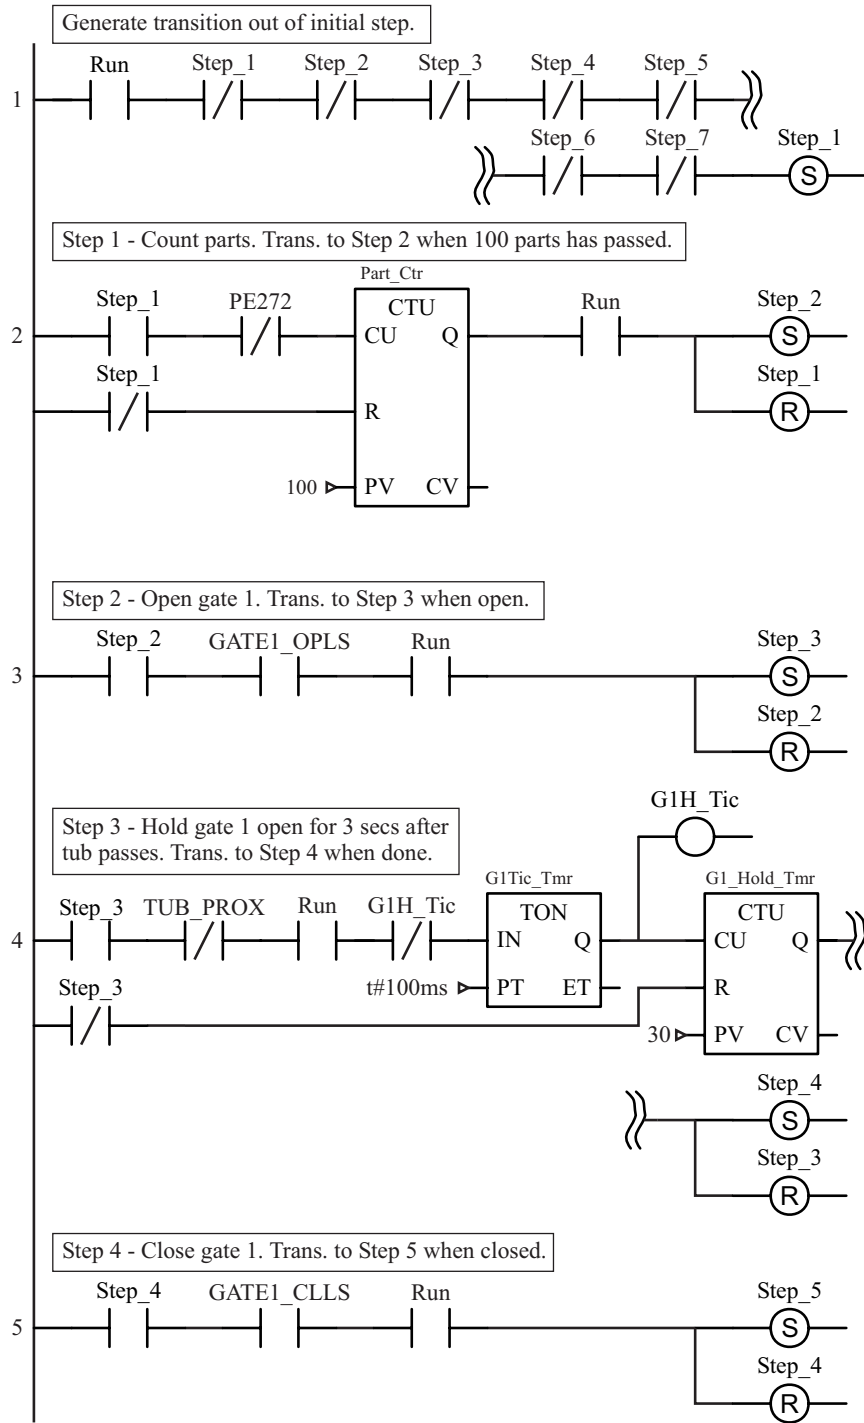 Generate transition out of initial step.
Run Step_1 Step_2 Step_3 Step_4 Step_5
1
Step_6 Step_7 Step_1
S
Step 1 - Count parts. Trans. to Step 2 when 100 parts has passed.
Part_Ctr
Step_1 PE272 CTU Run Step_2
2 CU Q S
Step_1 Step_1
R R
100 PV CV
Step 2 - Open gate 1. Trans. to Step 3 when open.
Step_2 GATE1_OPLS Run Step_3
3 S
Step_2
R
G1H_Tic
Step 3 - Hold gate 1 open for 3 secs after
tub passes. Trans. to Step 4 when done.
G1Tic_Tmr G1_Hold_Tmr
Step_3 TUB_PROX Run G1H_Tic TON CTU
4 IN Q CU Q
Step_3 t#100ms PT ET R
30 PV CV
Step_4
S
Step_3
R
Step 4 - Close gate 1. Trans. to Step 5 when closed.
Step_4 GATE1_CLLS Run Step_5
5 S
Step_4
R